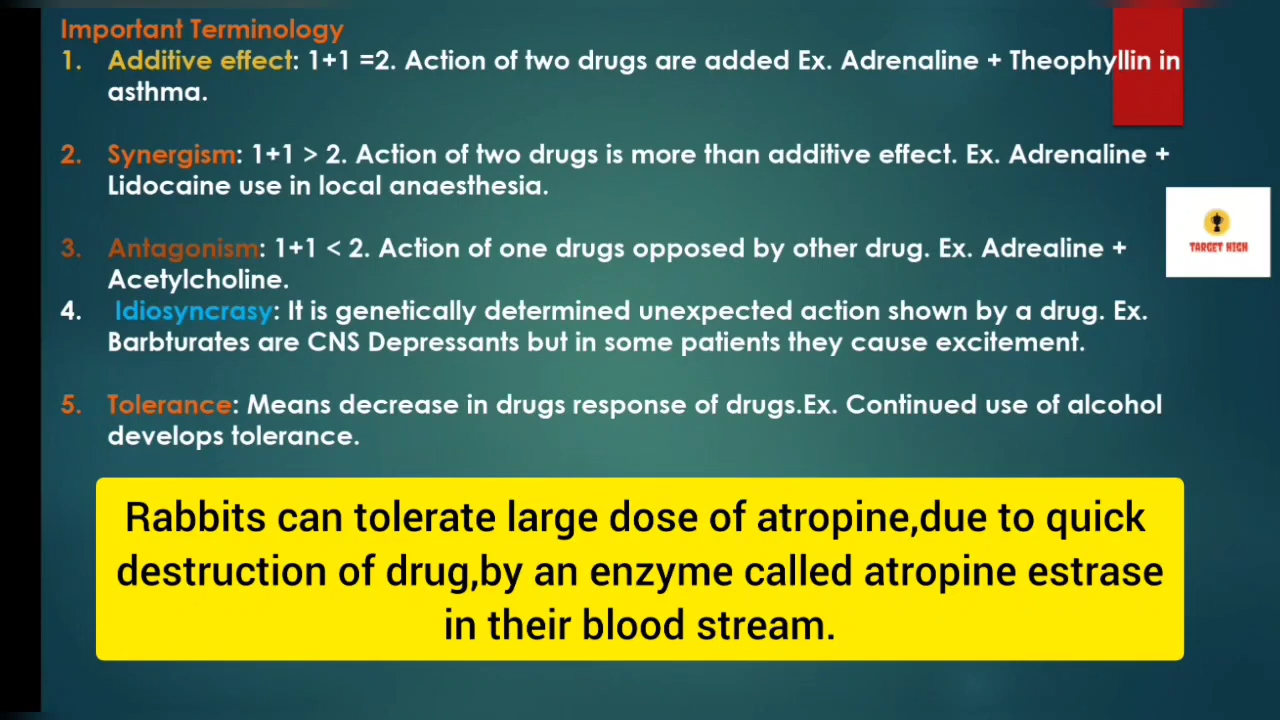 Important Terminology
1. Additive effect: 1+1 =2. Action of two drugs are added Ex. Adrenaline + Theophyllin in
asthma.
2. Synergism: 1+1 > 2. Action of two drugs is more than additive effect. Ex. Adrenaline +
Lidocaine use in local anaesthesia.
TARGET HIGH
3. Antagonism: 1+1 < 2. Action of one drugs opposed by other drug. Ex. Adrealine +
Acetylcholine.
4. Idiosyncrasy: It is genetically determined unexpected action shown by a drug. Ex.
Barbturates are CNS Depressants but in some patients they cause excitement.
5. Tolerance: Means decrease in drugs response of drugs.Ex. Continued use of alcohol
develops tolerance.
Rabbits can tolerate large dose of atropine,due to quick
destruction of drug,by an enzyme called atropine estrase
in their blood stream.